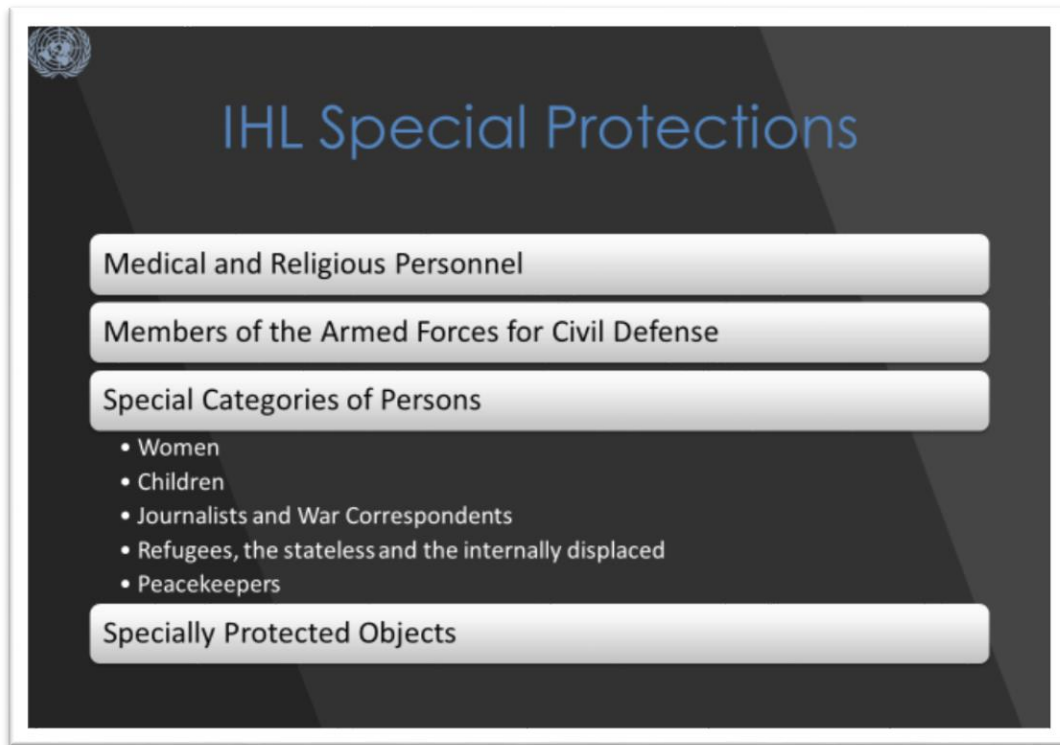 IHL Special Protections
Medical and Religious Personnel
Members of the Armed Forces for Civil Defense
Special Categories of Persons
• Women
• Children
• Journalists and War Correspondents
• Refugees, the stateless and the internally displaced
• Peacekeepers
Specially Protected Objects